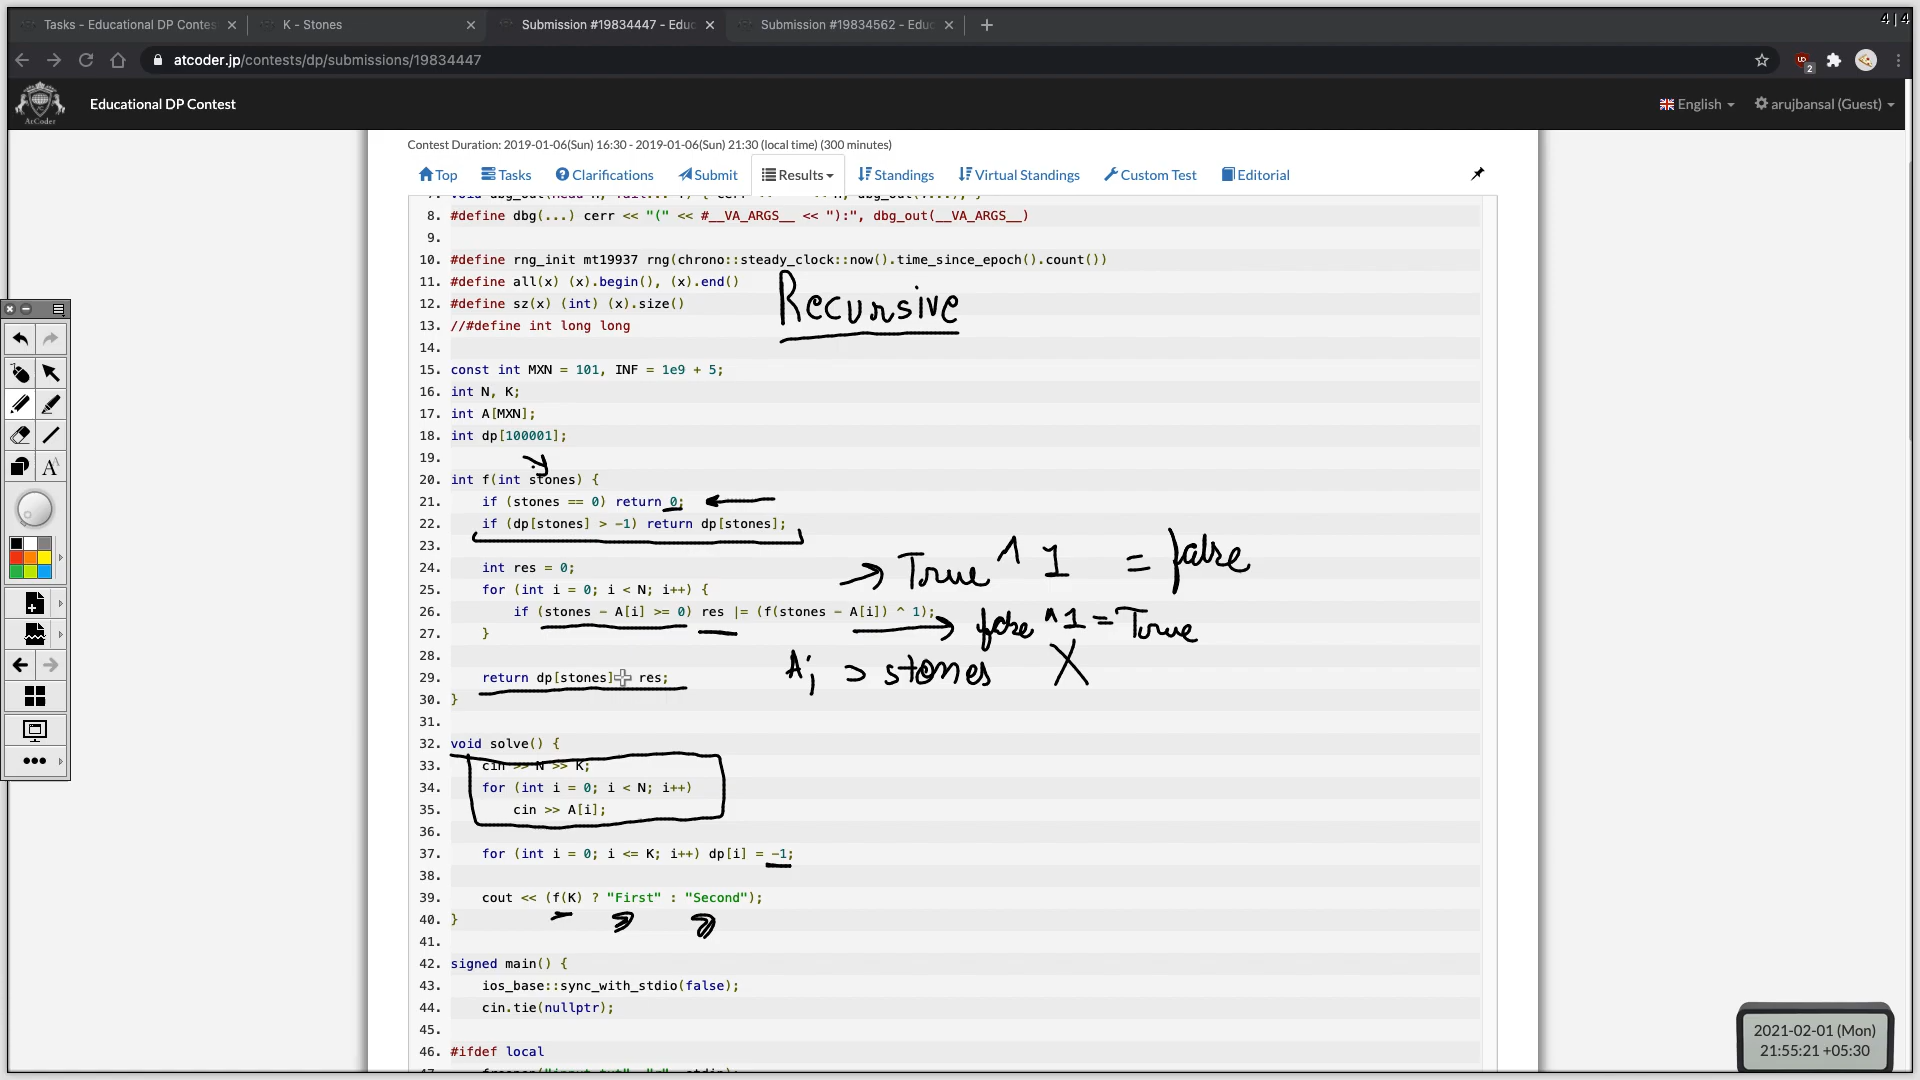 Tasks - Educational DP Contes
K - Stones
Submission #19834447 - Educ
Submission #19834562 - Educ
4 | 4
atcoder.jp/contests/dp/submissions/19834447
2
AtCoder
Educational DP Contest
English
arujbansal (Guest)
Contest Duration: 2019-01-06(Sun) 16:30 - 2019-01-06(Sun) 21:30 (local time) (300 minutes)
Top Tasks Clarifications Submit Results Standings Virtual Standings Custom Test Editorial
8. #define dbg(...) cerr << "(" << #__VA_ARGS__ << "):", dbg_out(__VA_ARGS__)
9.
10. #define rng_init mt19937 rng(chrono::steady_clock::now().time_since_epoch().count())
11. #define all(x) (x).begin(), (x).end()
12. #define sz(x) (int) (x).size()
Recursive
13. //#define int long long
14.
15. const int MXN = 101, INF = 1e9 + 5;
16. int N, K;
17. int A[MXN];
18. int dp[100001];
19.
20. int f(int stones) {
21. if (stones == 0) return 0;
22. if (dp[stones] > -1) return dp[stones];
23.
True ^ 1 = false
24. int res = 0;
25. for (int i = 0; i < N; i++) {
26. if (stones - A[i] >= 0) res |= (f(stones - A[i]) ^ 1);
false ^ 1 = True
27. }
28.
Ai > stones X
29. return dp[stones] res;
30. }
31.
32. void solve() {
33. cin >> N >> K;
34. for (int i = 0; i < N; i++)
35. cin >> A[i];
36.
37. for (int i = 0; i <= K; i++) dp[i] = -1;
38.
39. cout << (f(K) ? "First" : "Second");
40. }
41.
42. signed main() {
43. ios_base::sync_with_stdio(false);
44. cin.tie(nullptr);
45.
46. #ifdef local
2021-02-01 (Mon)
21:55:21 +05:30